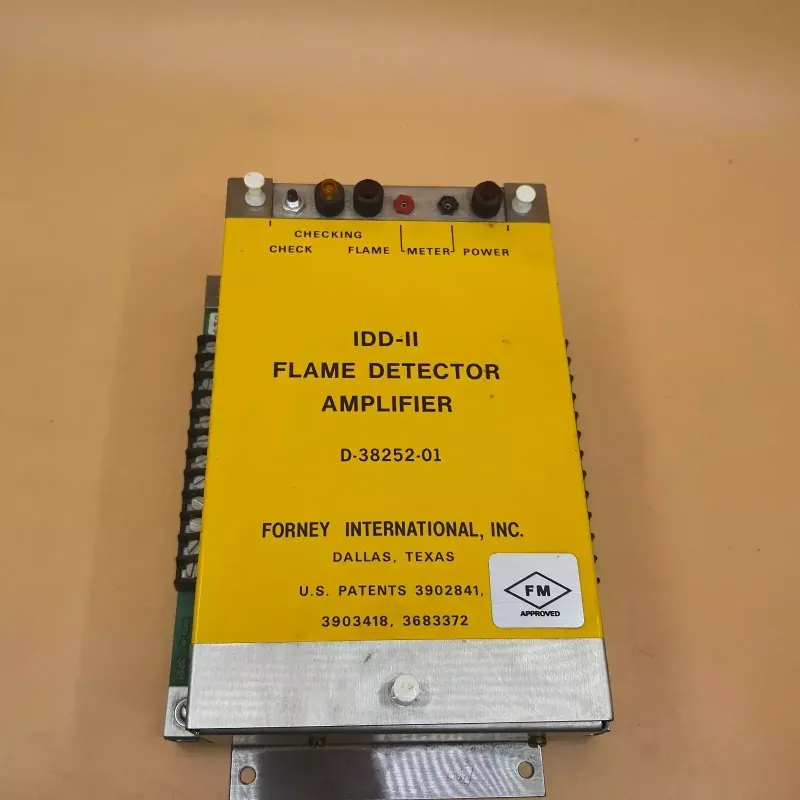 CHECKING
CHECK FLAME METER POWER
IDD-II
FLAME DETECTOR
AMPLIFIER
D-38252-01
FORNEY INTERNATIONAL, INC.
DALLAS, TEXAS
U.S. PATENTS 3902841,
3903418, 3683372
FM
APPROVED